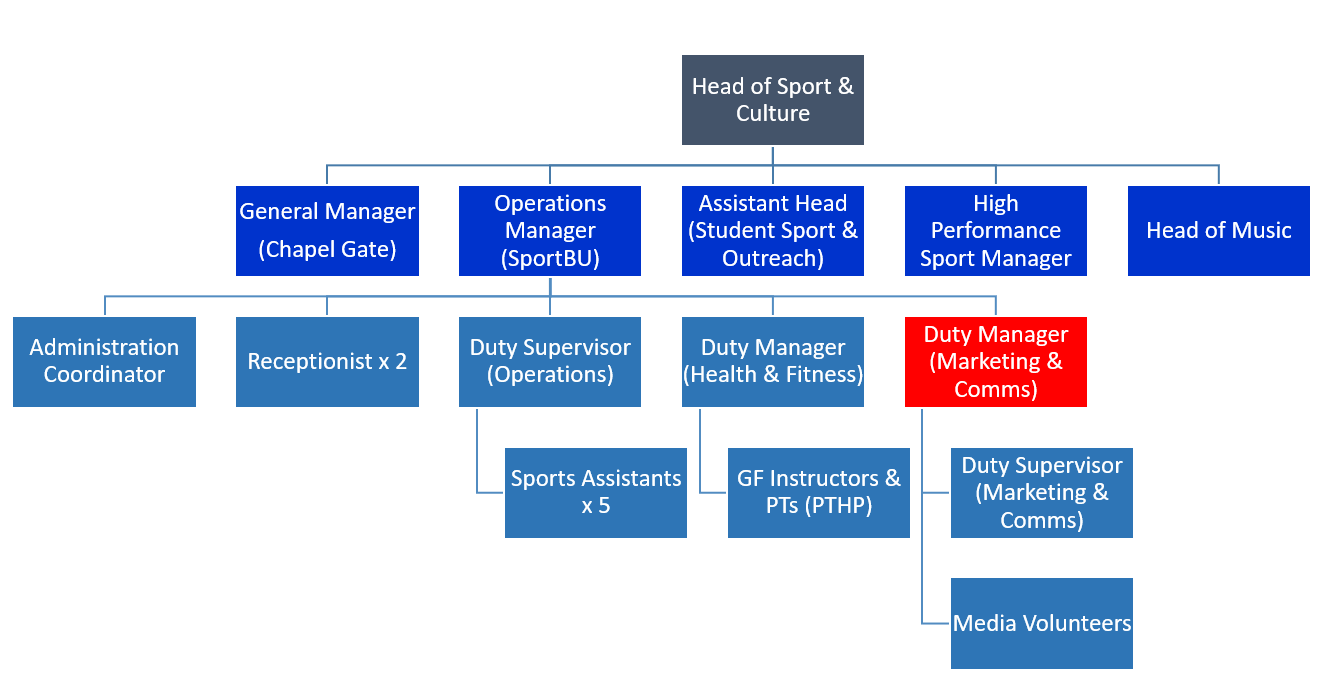 Head of Sport &
Culture
General Manager
(Chapel Gate)
Operations
Manager
(SportBU)
Assistant Head
(Student Sport &
Outreach)
High
Performance
Sport Manager
Head of Music
Administration
Coordinator
Receptionist x 2
Duty Supervisor
(Operations)
Duty Manager
(Health & Fitness)
Duty Manager
(Marketing &
Comms)
Sports Assistants
x 5
GF Instructors &
PTs (PTHP)
Duty Supervisor
(Marketing &
Comms)
Media Volunteers